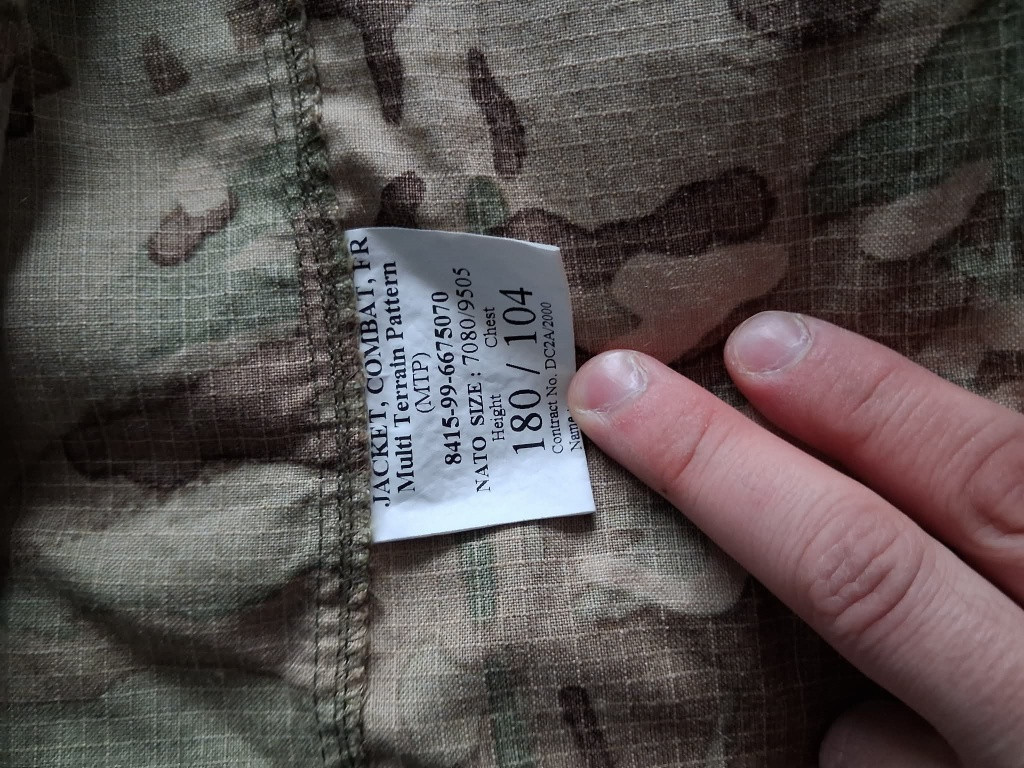 JACKET, COMBAT, FR
Multi Terrain Pattern
(MTP)
8415-99-6675070
NATO SIZE : 7080/9505
Height Chest
180 / 104
Contract No. DC2A/2000
Name